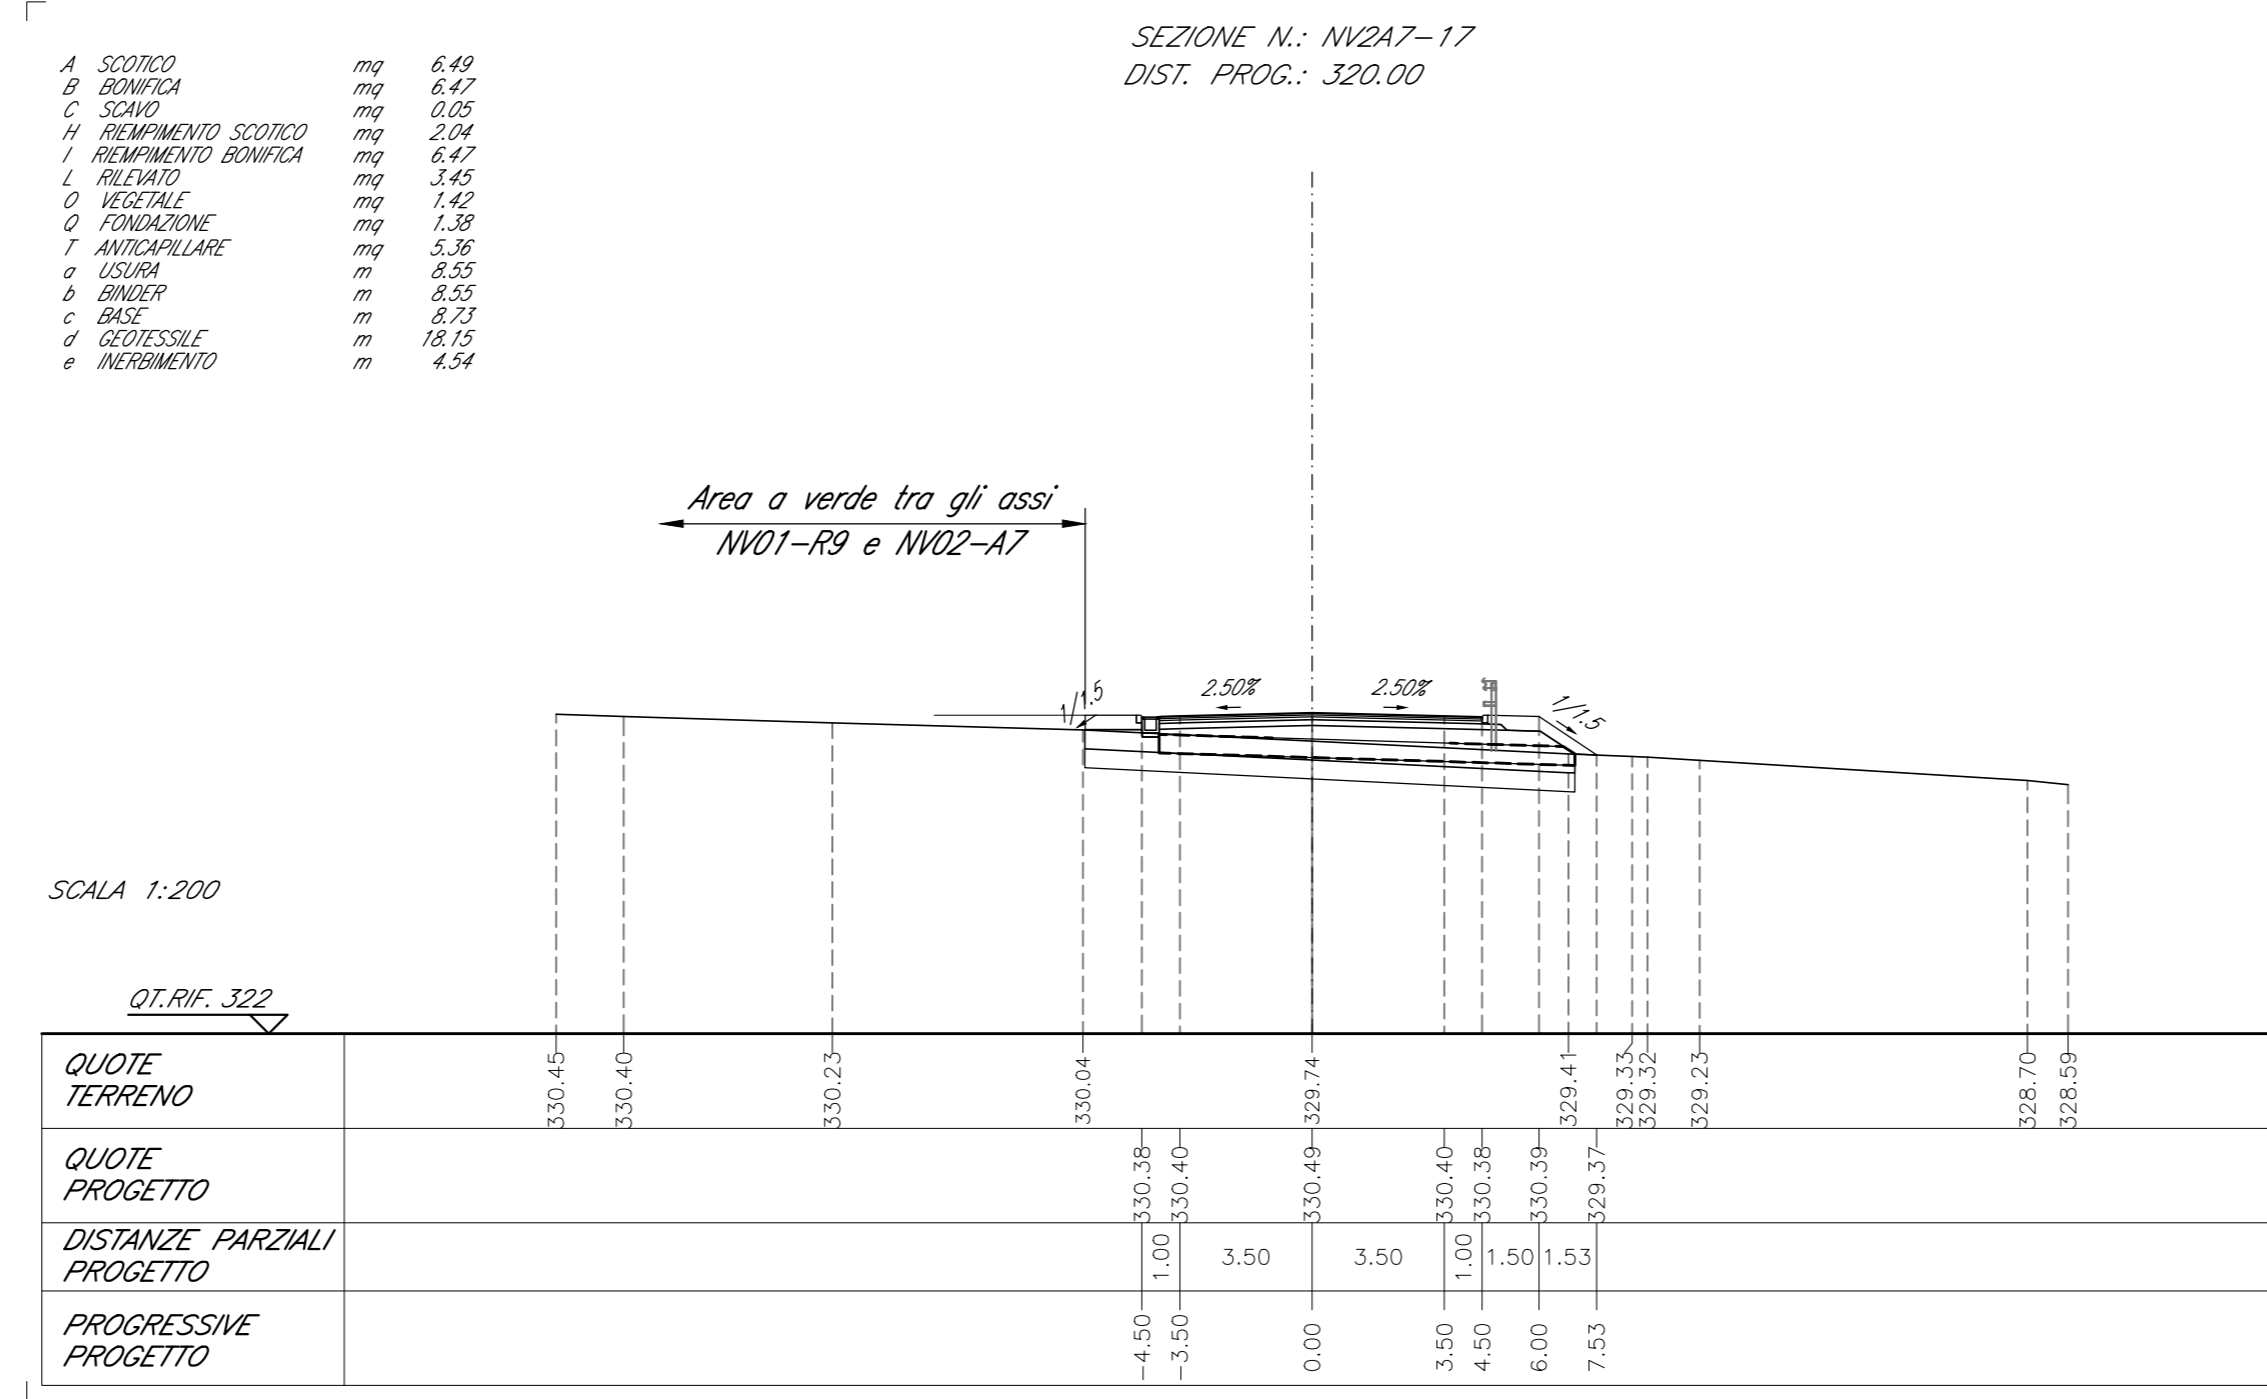 SEZIONE N.: NV2A7-17
DIST. PROG.: 320.00
A SCOTICO mq 6.49
B BONIFICA mq 6.47
C SCAVO mq 0.05
H RIEMPIMENTO SCOTICO mq 2.04
I RIEMPIMENTO BONIFICA mq 6.47
L RILEVATO mq 3.45
O VEGETALE mq 1.42
Q FONDAZIONE mq 1.38
T ANTICAPILLARE mq 5.36
a USURA m 8.55
b BINDER m 8.55
c BASE m 8.73
d GEOTESSILE m 18.15
e INERBIMENTO m 4.54
Area a verde tra gli assi
NV01-R9 e NV02-A7
1/1.5
2.50%
2.50%
1/1.5
SCALA 1:200
QT.RIF. 322
QUOTE
TERRENO
330.45 330.40 330.23 330.04 329.74 329.41 329.33 329.32 329.23 328.70 328.59
QUOTE
PROGETTO
330.38 330.40 330.49 330.40 330.38 330.39 329.37
DISTANZE PARZIALI
PROGETTO
1.00 3.50 3.50 1.00 1.50 1.53
PROGRESSIVE
PROGETTO
-4.50 -3.50 0.00 3.50 4.50 6.00 7.53